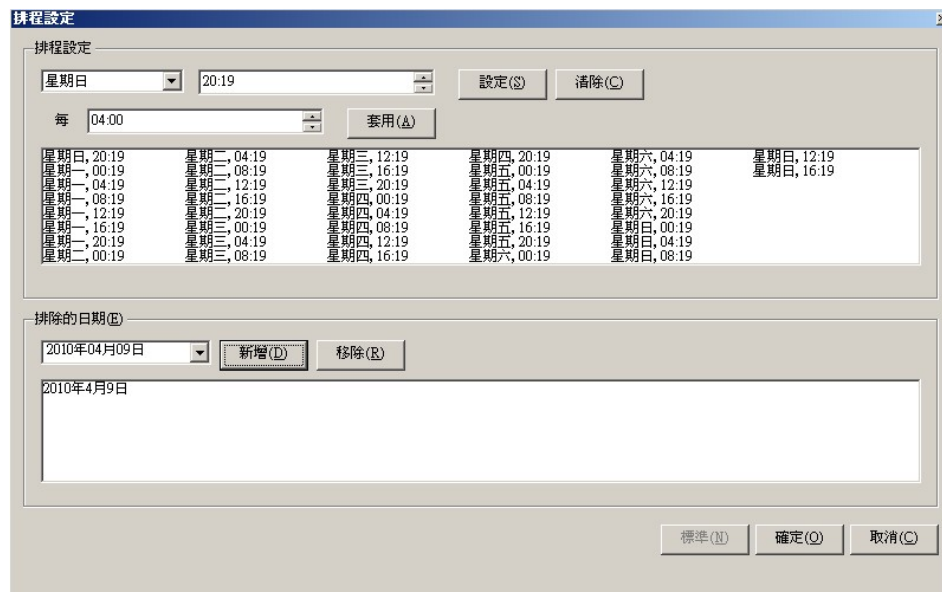 排程設定
排程設定
星期日 20:19 設定(S) 清除(C)
每 04:00 套用(A)
星期日, 20:19 星期二, 04:19 星期三, 12:19 星期四, 20:19 星期六, 04:19 星期日, 12:19
星期一, 00:19 星期二, 08:19 星期三, 16:19 星期五, 00:19 星期六, 08:19 星期日, 16:19
星期一, 04:19 星期二, 12:19 星期三, 20:19 星期五, 04:19 星期六, 12:19
星期一, 08:19 星期二, 16:19 星期四, 00:19 星期五, 08:19 星期六, 16:19
星期一, 12:19 星期二, 20:19 星期四, 04:19 星期五, 12:19 星期六, 20:19
星期一, 16:19 星期三, 00:19 星期四, 08:19 星期五, 16:19 星期日, 00:19
星期一, 20:19 星期三, 04:19 星期四, 12:19 星期五, 20:19 星期日, 04:19
星期二, 00:19 星期三, 08:19 星期四, 16:19 星期六, 00:19 星期日, 08:19
排除的日期(E)
2010年04月09日 新增(D) 移除(R)
2010年4月9日
標準(N) 確定(O) 取消(C)